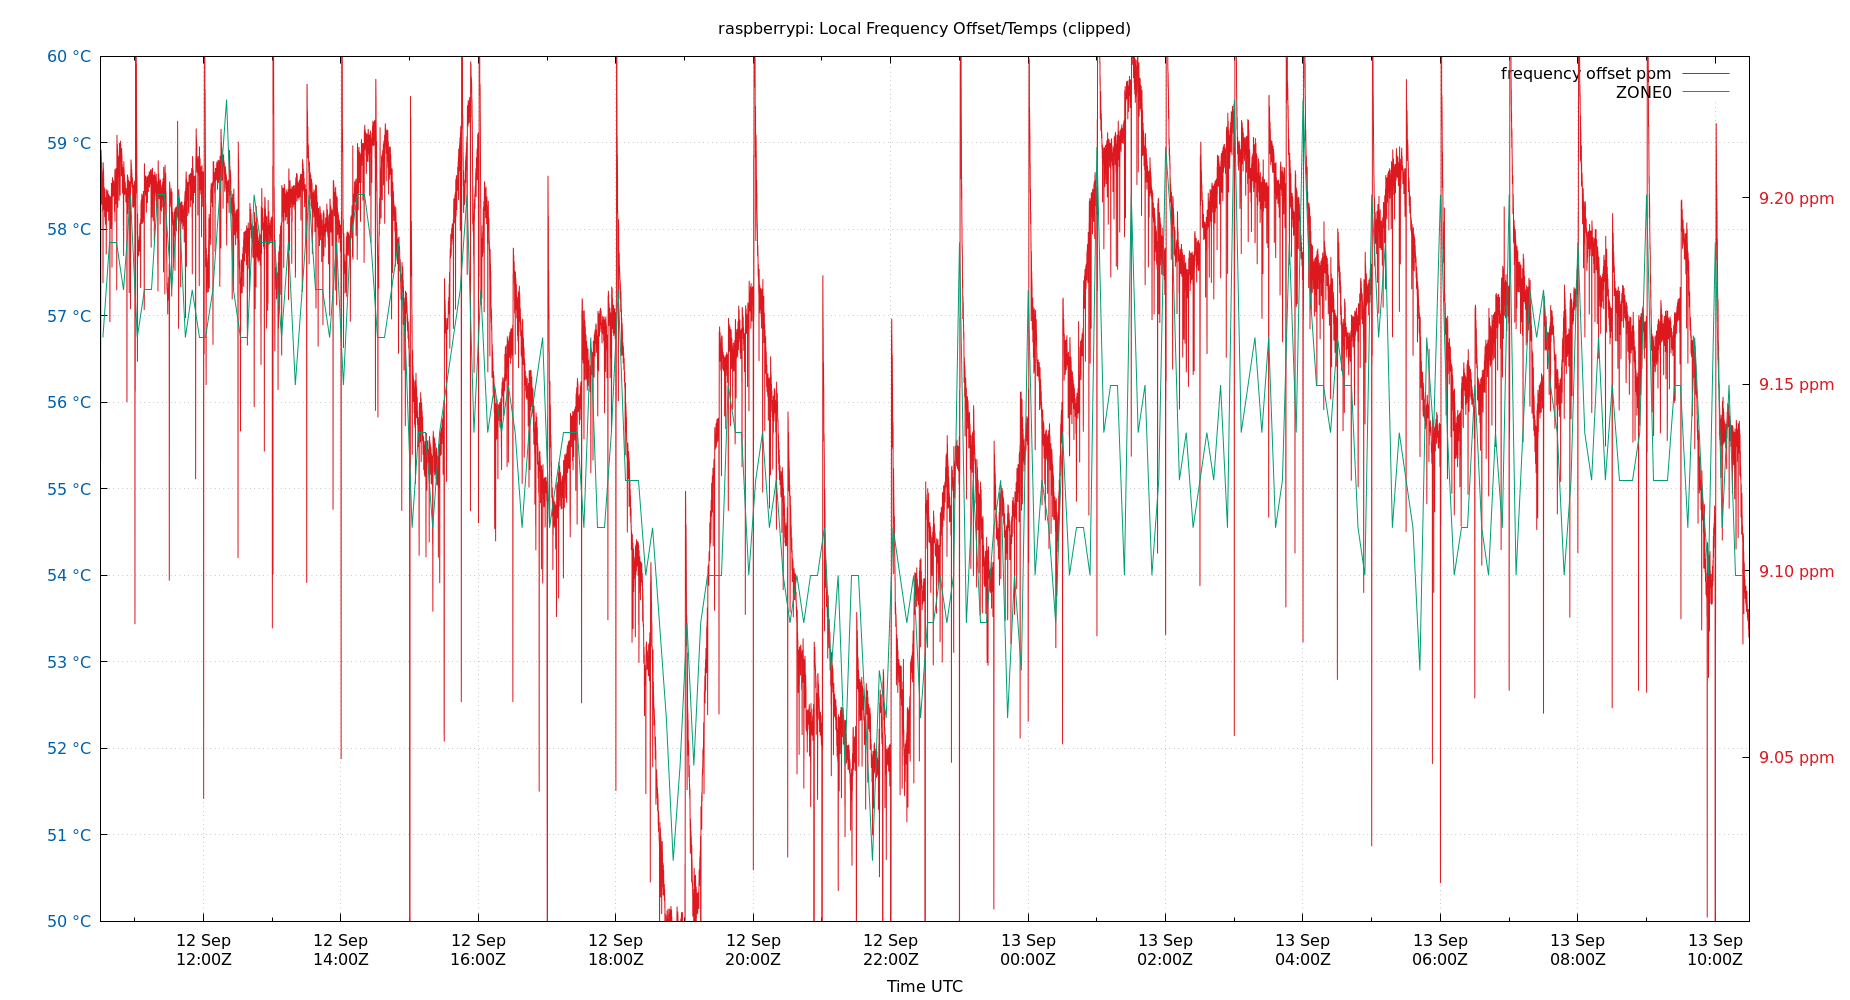 raspberrypi: Local Frequency Offset/Temps (clipped)
60 °C
59 °C
58 °C
57 °C
56 °C
55 °C
54 °C
53 °C
52 °C
51 °C
50 °C
frequency offset ppm
ZONE0
9.20 ppm
9.15 ppm
9.10 ppm
9.05 ppm
12 Sep
12:00Z
12 Sep
14:00Z
12 Sep
16:00Z
12 Sep
18:00Z
12 Sep
20:00Z
12 Sep
22:00Z
13 Sep
00:00Z
13 Sep
02:00Z
13 Sep
04:00Z
13 Sep
06:00Z
13 Sep
08:00Z
13 Sep
10:00Z
Time UTC